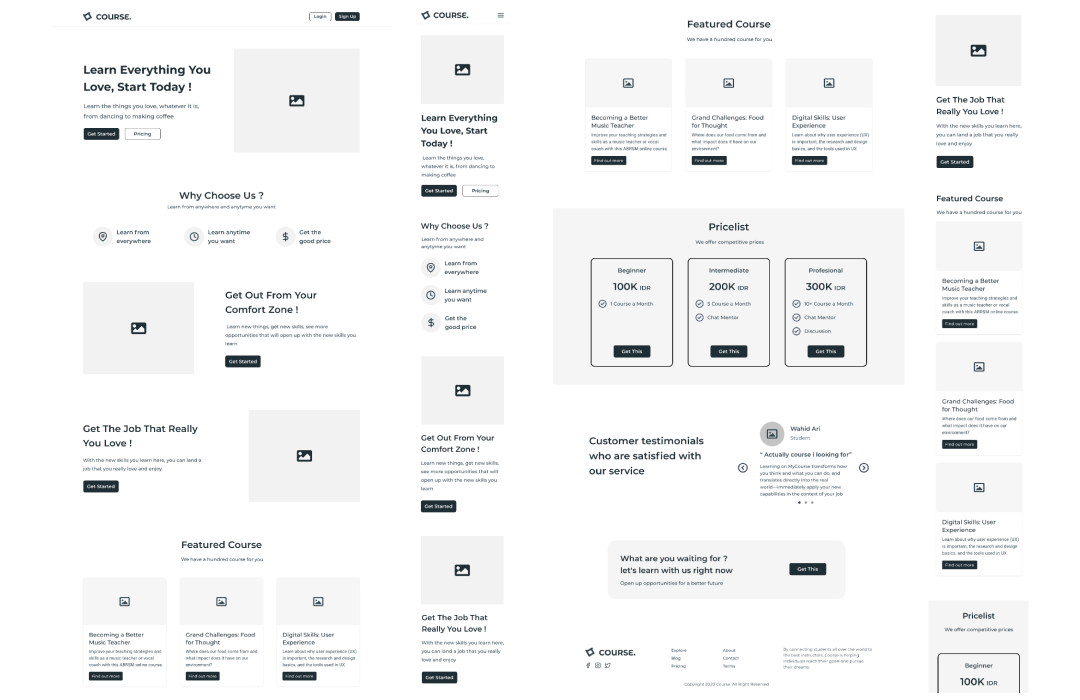 COURSE.
Login
Sign Up
Learn Everything You
Love, Start Today !
Learn the things you love, whatever it is,
from dancing to making coffee
Get Started
Pricing
Why Choose Us ?
Learn from anywhere and anytyme you want
Learn from
everywhere
Learn anytime
you want
Get the
good price
Get Out From Your
Comfort Zone !
Learn new things, get new skills, see more
opportunities that will open up with the new skills you
learn
Get Started
Get The Job That Really
You Love !
With the new skills you learn here, you can land a
job that you really love and enjoy
Get Started
Featured Course
We have a hundred course for you
Becoming a Better
Music Teacher
Improve your teaching strategies and
skills as a music teacher or vocal
coach with this ABRSM online course.
Find out more
Grand Challenges: Food
for Thought
Where does our food come from and
what impact does it have on our
environment?
Find out more
Digital Skills: User
Experience
Learn about why user experience (UX)
is important, the research and design
basics, and the tools used in UX
Find out more
COURSE.
Learn Everything
You Love, Start
Today !
Learn the things you love,
whatever it is, from dancing to
making coffee
Get Started
Pricing
Why Choose Us ?
Learn from anywhere and
anytyme you want
Learn from
everywhere
Learn anytime
you want
Get the
good price
Get Out From Your
Comfort Zone !
Learn new things, get new skills,
see more opportunities that will
open up with the new skills you
learn
Get Started
Get The Job That
Really You Love !
With the new skills you learn here,
you can land a job that you really
love and enjoy
Get Started
Featured Course
We have a hundred course for you
Becoming a Better
Music Teacher
Improve your teaching strategies and
skills as a music teacher or vocal
coach with this ABRSM online course.
Find out more
Grand Challenges: Food
for Thought
Where does our food come from and
what impact does it have on our
environment?
Find out more
Digital Skills: User
Experience
Learn about why user experience (UX)
is important, the research and design
basics, and the tools used in UX
Find out more
Pricelist
We offer competitive prices
Beginner
100K IDR
1 Course a Month
Get This
Intermediate
200K IDR
5 Course a Month
Chat Mentor
Get This
Profesional
300K IDR
10+ Course a Month
Chat Mentor
Discussion
Get This
Customer testimonials
who are satisfied with
our service
Wahid Ari
Student
“ Actually course i looking for”
Learning on MyCourse transforms how
you think and what you can do, and
translates directly into the real
world—immediately apply your new
capabilities in the context of your job
What are you waiting for ?
let's learn with us right now
Open up opportunities for a better future
Get This
COURSE.
Explore
Blog
Pricing
About
Contact
Terms
By connecting students all over the world to
the best instructors, Course is helping
individuals reach their goals and pursue
their dreams.
Copyright 2020 Course. All Right Reserved
Get The Job That
Really You Love !
With the new skills you learn here,
you can land a job that you really
love and enjoy
Get Started
Featured Course
We have a hundred course for you
Becoming a Better
Music Teacher
Improve your teaching strategies and
skills as a music teacher or vocal
coach with this ABRSM online course.
Find out more
Grand Challenges: Food
for Thought
Where does our food come from and
what impact does it have on our
environment?
Find out more
Digital Skills: User
Experience
Learn about why user experience (UX)
is important, the research and design
basics, and the tools used in UX
Find out more
Pricelist
We offer competitive prices
Beginner
100K IDR